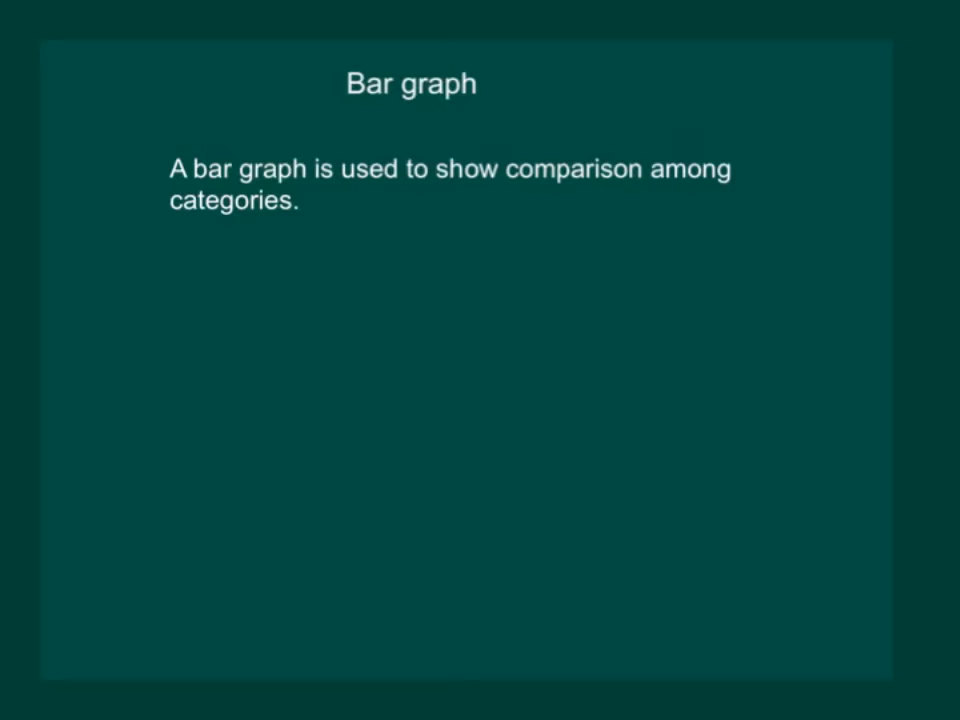 Bar graph
A bar graph is used to show comparison among
categories.